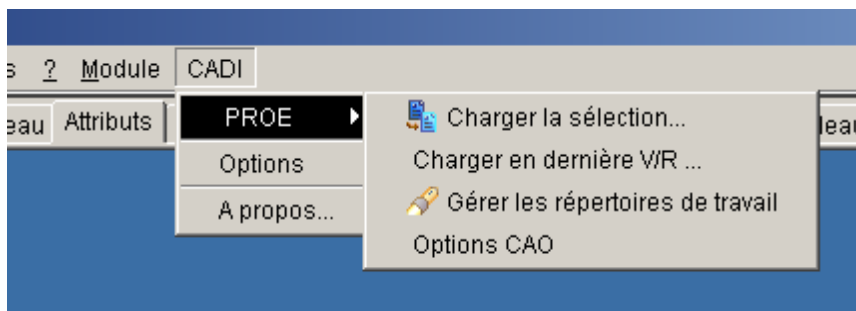 s ? Module CADI
eau Attributs
PROE
Options
A propos...
Charger la sélection...
Charger en dernière V/R ...
Gérer les répertoires de travail
Options CAO
leau